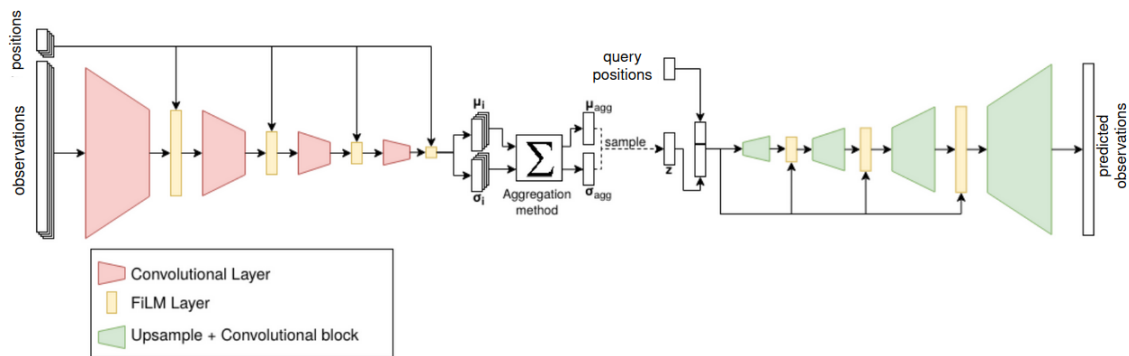 positions
observations
μi
σi
Σ
Aggregation
method
μagg
σagg
sample
query
positions
z
predicted
observations
Convolutional Layer
FiLM Layer
Upsample + Convolutional block